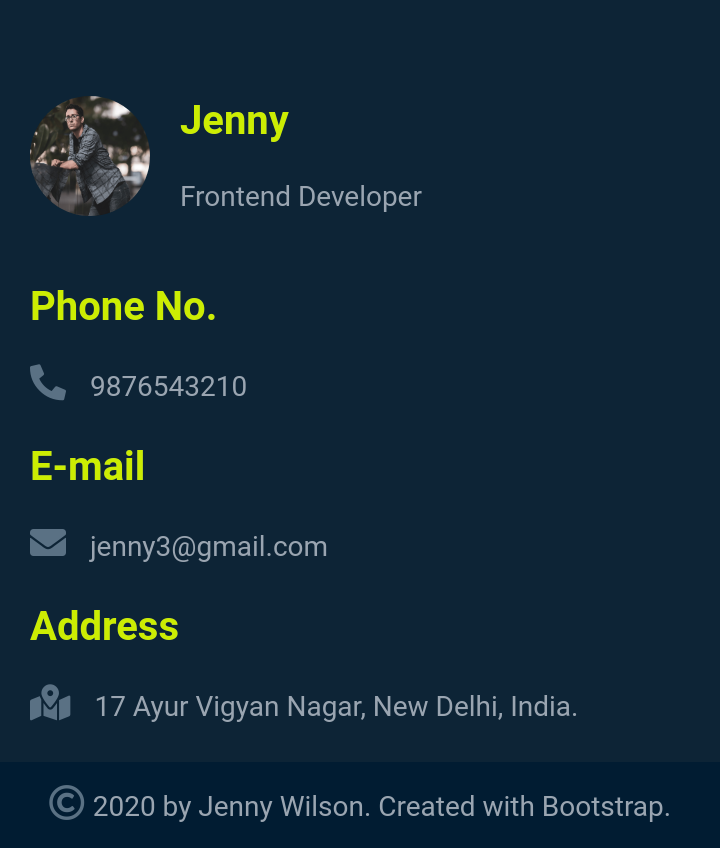 Jenny
Frontend Developer
Phone No.
9876543210
E-mail
jenny3@gmail.com
Address
17 Ayur Vigyan Nagar, New Delhi, India.
© 2020 by Jenny Wilson. Created with Bootstrap.